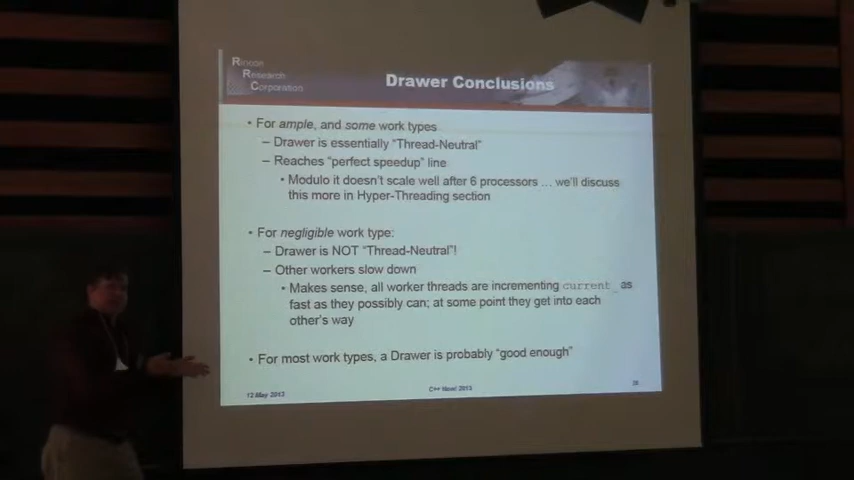 Rincon
Research
Corporation
Drawer Conclusions
• For ample, and some work types
– Drawer is essentially "Thread-Neutral"
– Reaches "perfect speedup" line
• Modulo it doesn't scale well after 6 processors ... we'll discuss
this more in Hyper-Threading section
• For negligible work type:
– Drawer is NOT "Thread-Neutral"!
– Other workers slow down
• Makes sense, all worker threads are incrementing current_ as
fast as they possibly can; at some point they get into each
other's way
• For most work types, a Drawer is probably "good enough"
13 May 2013
C++ Now! 2013